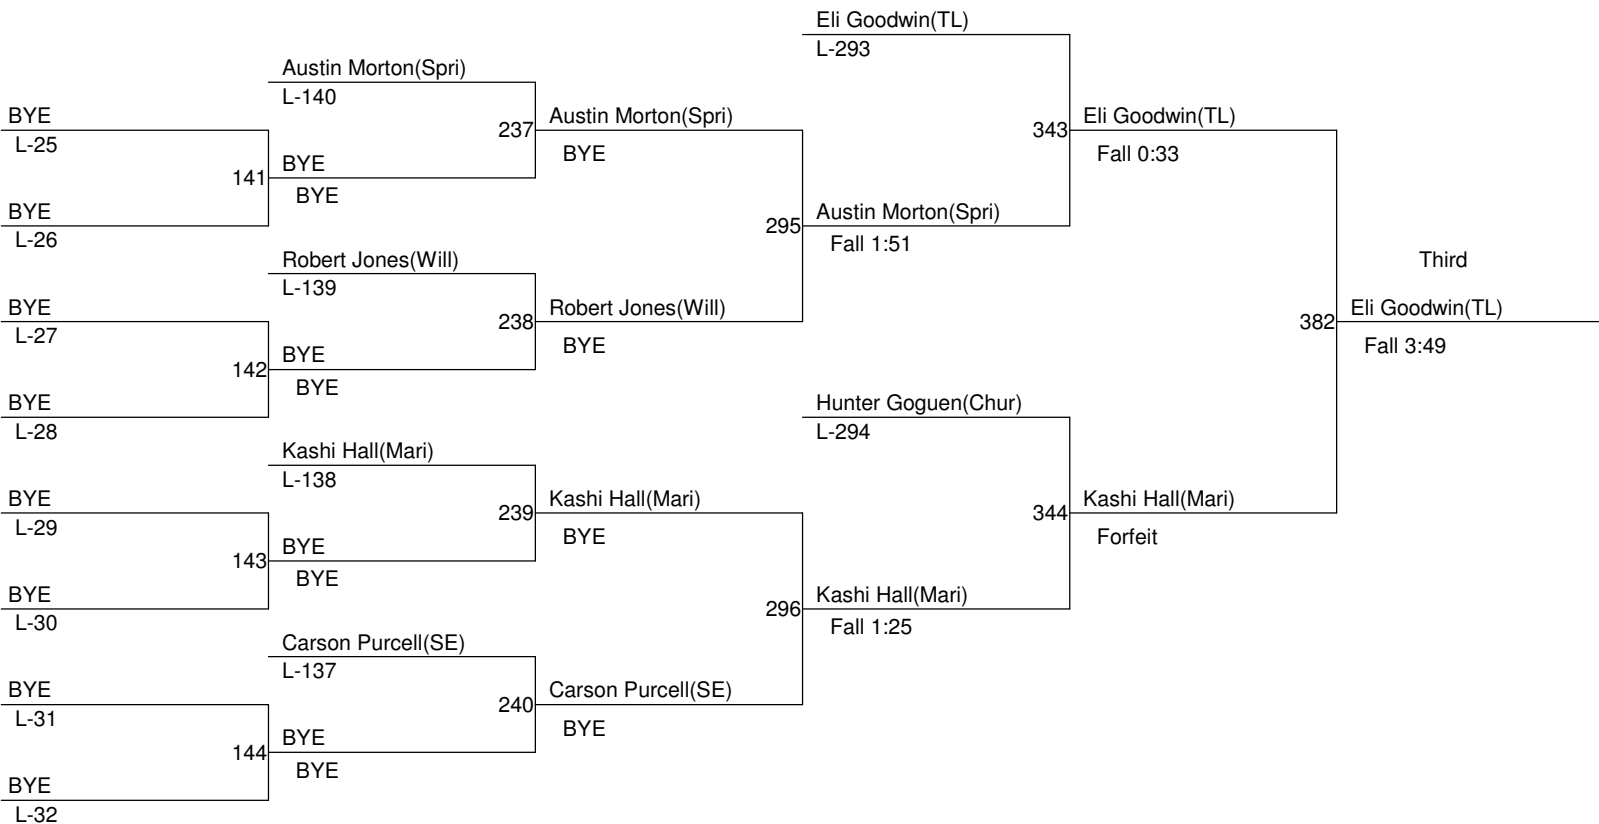 Eli Goodwin(TL)
L-293
Austin Morton(Spri)
L-140
BYE
L-25
237
Austin Morton(Spri)
BYE
343
Eli Goodwin(TL)
Fall 0:33
141
BYE
BYE
BYE
L-26
295
Austin Morton(Spri)
Fall 1:51
Robert Jones(Will)
L-139
Third
BYE
L-27
238
Robert Jones(Will)
BYE
382
Eli Goodwin(TL)
Fall 3:49
142
BYE
BYE
BYE
L-28
Hunter Goguen(Chur)
L-294
Kashi Hall(Mari)
L-138
BYE
L-29
239
Kashi Hall(Mari)
BYE
344
Kashi Hall(Mari)
Forfeit
143
BYE
BYE
BYE
L-30
296
Kashi Hall(Mari)
Fall 1:25
Carson Purcell(SE)
L-137
BYE
L-31
240
Carson Purcell(SE)
BYE
144
BYE
BYE
BYE
L-32